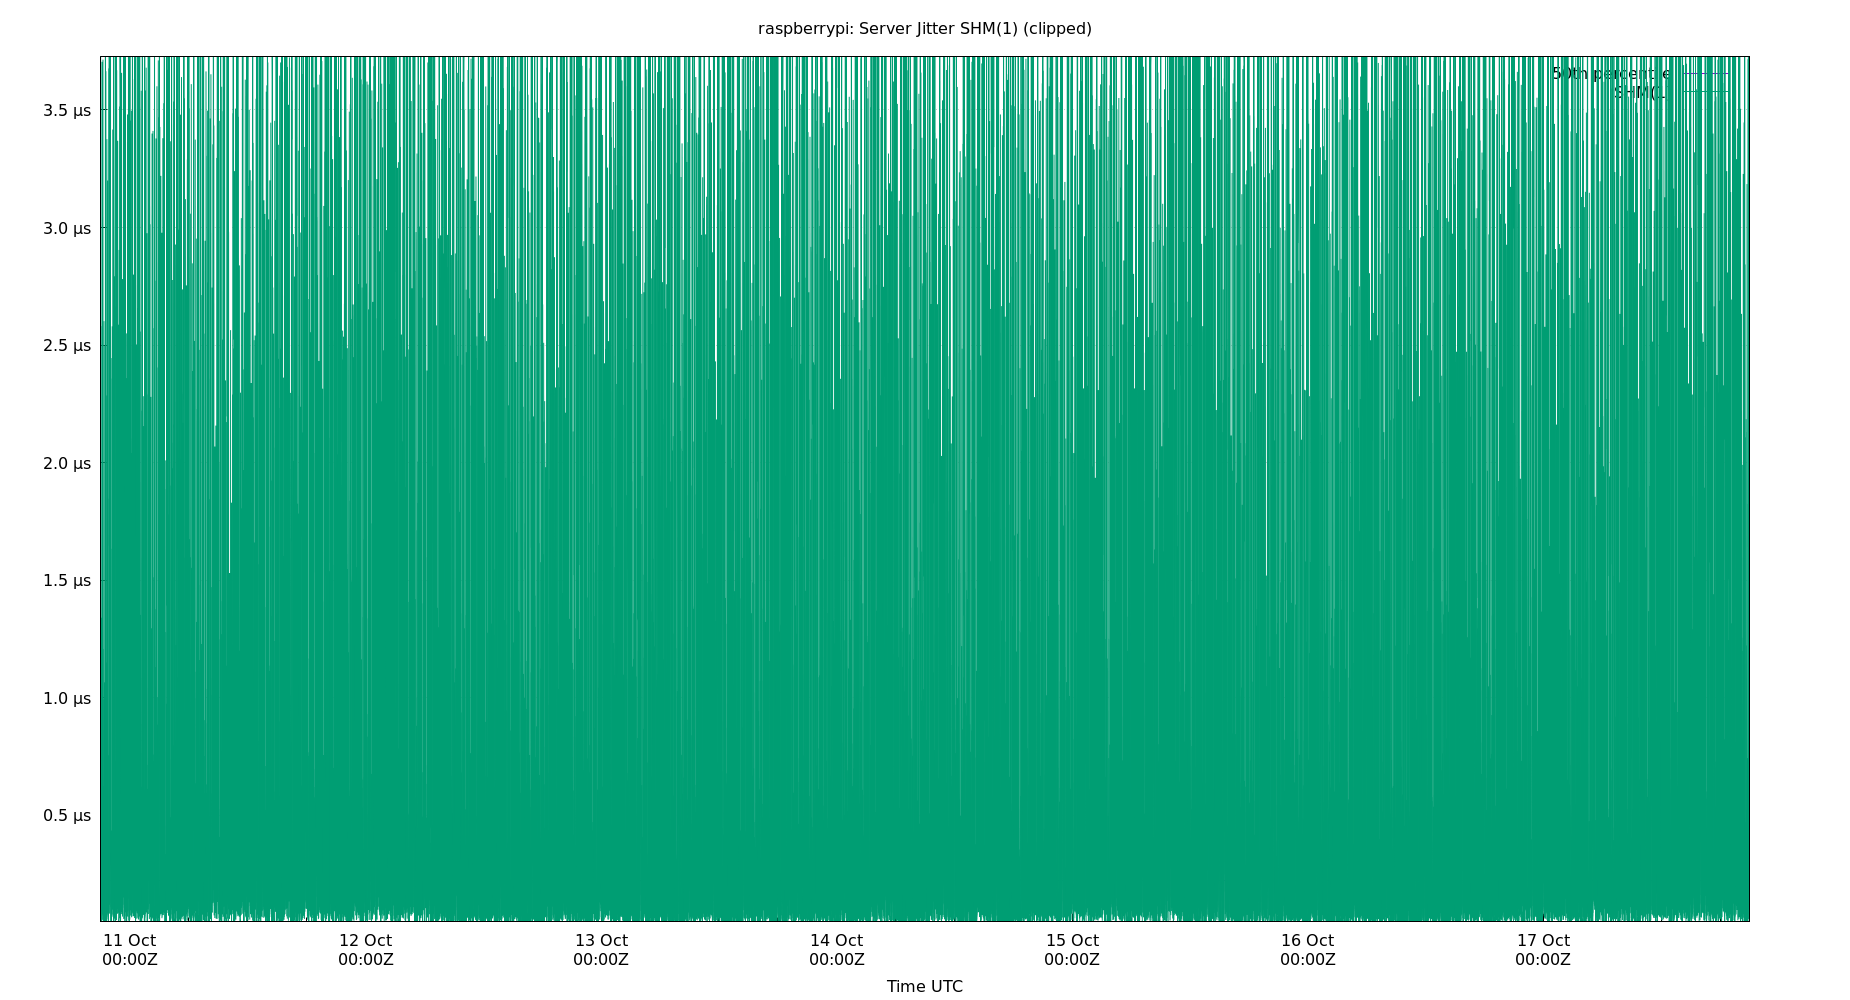 raspberrypi: Server Jitter SHM(1) (clipped)
50th percentile
3.5 µs
3.0 µs
2.5 µs
2.0 µs
1.5 µs
1.0 µs
0.5 µs
11 Oct 12 Oct 13 Oct 14 Oct 15 Oct 16 Oct 17 Oct
00:00Z 00:00Z 00:00Z 00:00Z 00:00Z 00:00Z 00:00Z
Time UTC